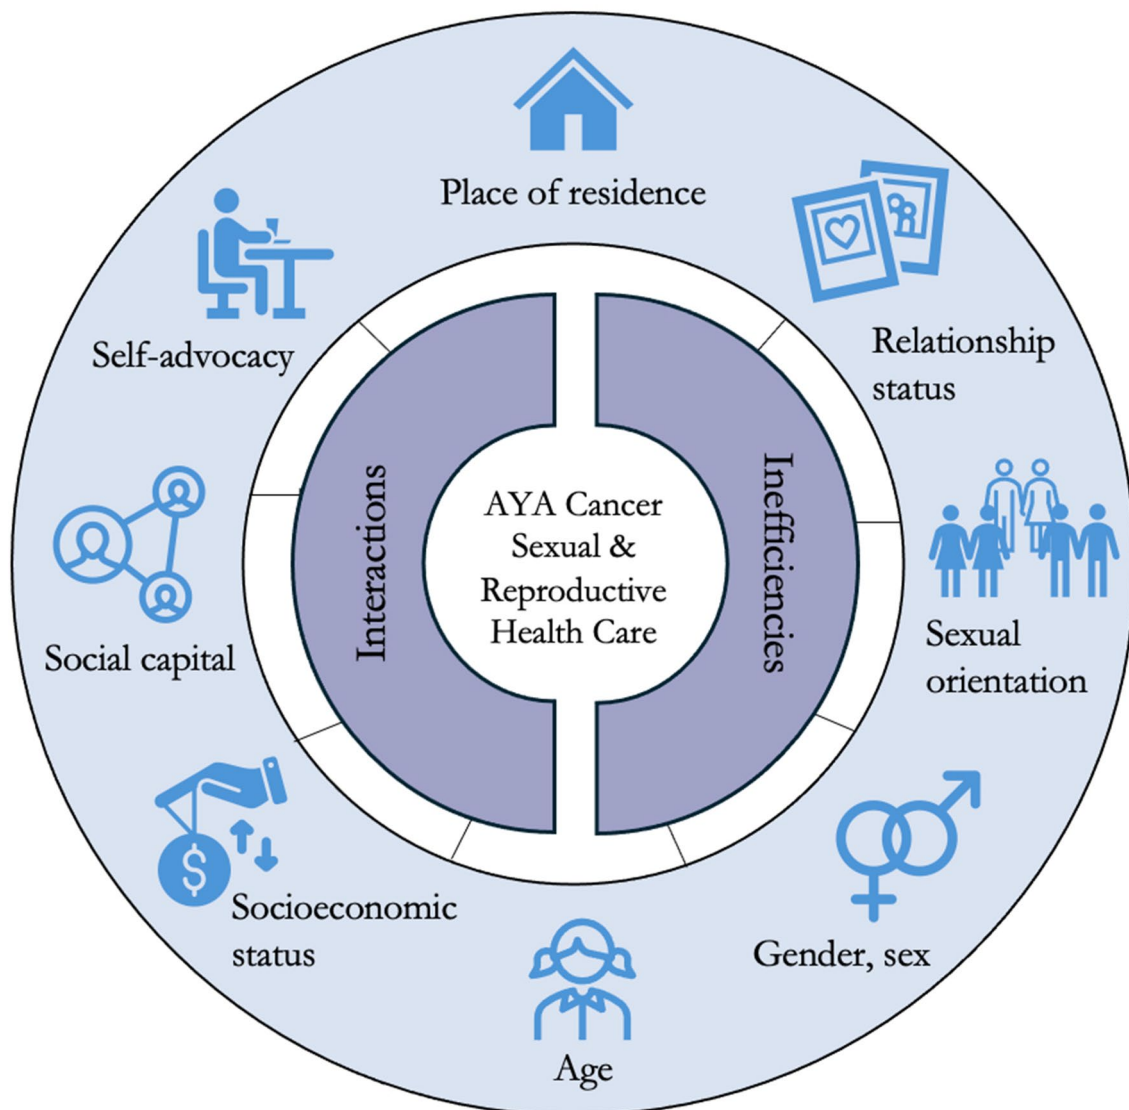 Place of residence
Relationship
status
Sexual
orientation
Gender, sex
Age
Socioeconomic
status
Social capital
Self-advocacy
Interactions
Inefficiencies
AYA Cancer
Sexual &
Reproductive
Health Care
$